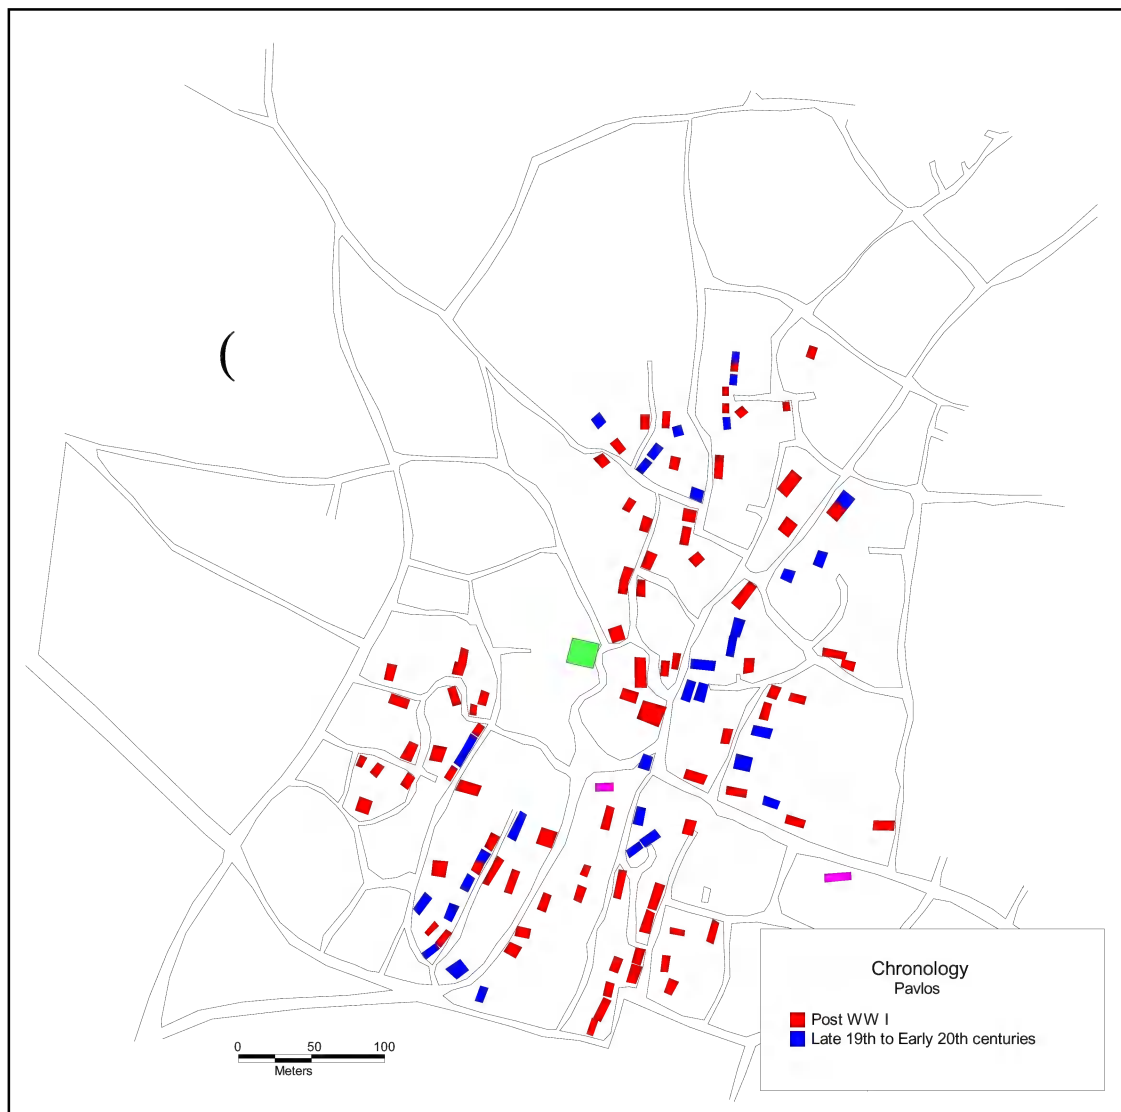 (
Chronology
Pavlos
Post WW I
Late 19th to Early 20th centuries
0 50 100
Meters